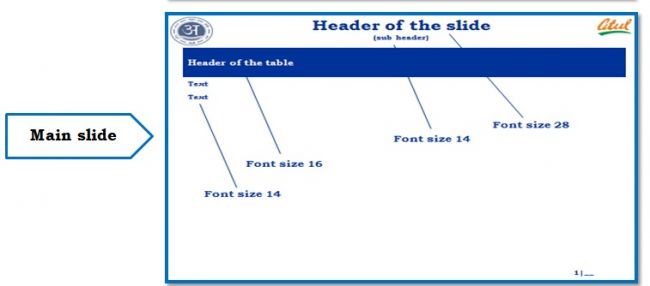 अ
Header of the slide
(sub header)
Atul
Header of the table
Text
Text
Main slide
Font size 28
Font size 14
Font size 16
Font size 14
1|__